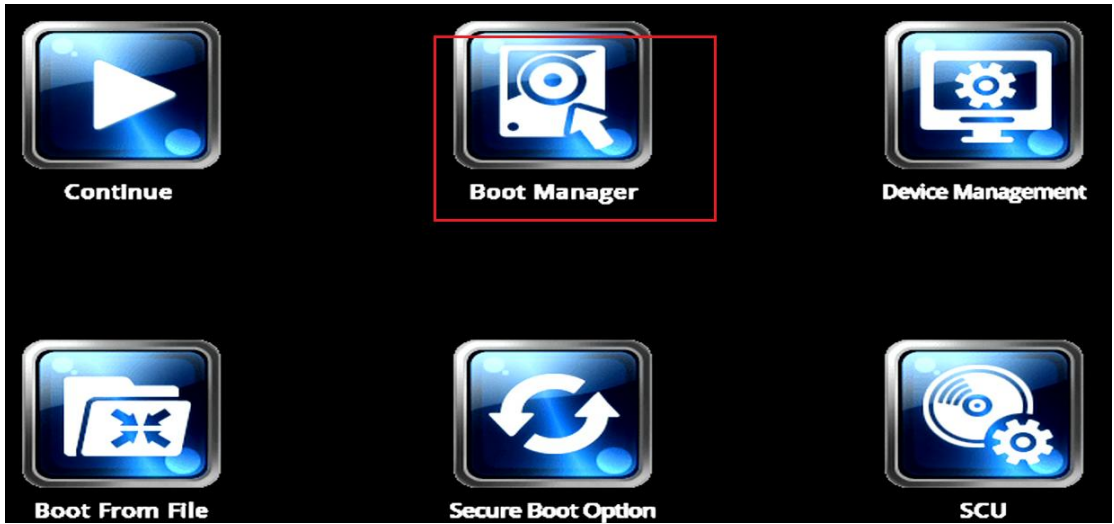 Continue
Boot Manager
Device Management
Boot From File
Secure Boot Option
SCU